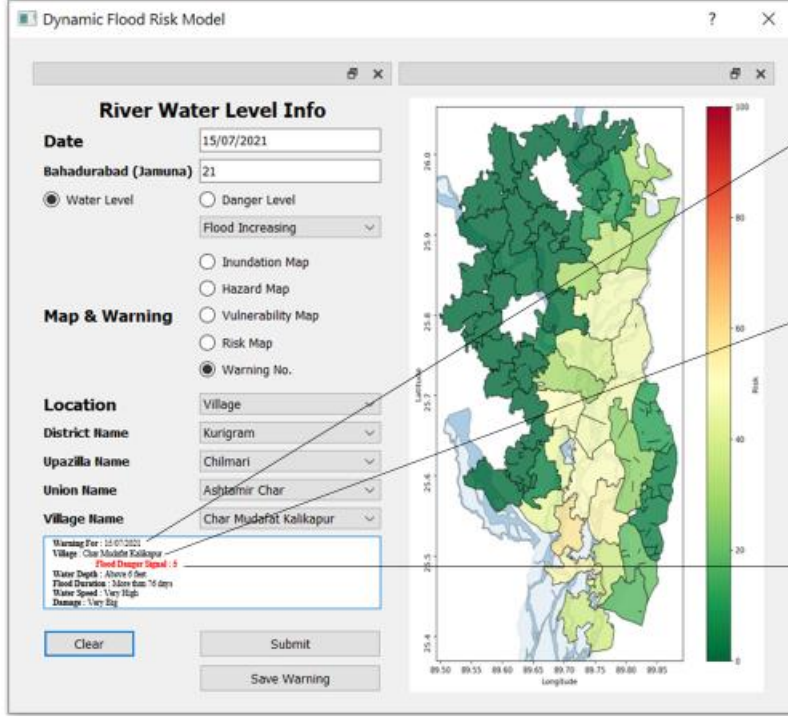 Dynamic Flood Risk Model
? ×
River Water Level Info
Date 15/07/2021
Bahadurabad (Jamuna) 21
Water Level Danger Level
Flood Increasing
Inundation Map
Hazard Map
Map & Warning Vulnerability Map
Risk Map
Warning No.
Location Village
District Name Kurigram
Upazilla Name Chilmari
Union Name Ashtamir Char
Village Name Char Mudafat Kalikapur
Warning For : 15/07/2021
Village : Char Mudafat Kalikapur
Flood Danger Signal : 5
Water Depth : Above 6 feet
Flood Duration : More than 76 days
Water Speed : Very High
Damage : Very Big
Clear Submit
Save Warning
Latitude
26.0
25.9
25.8
25.7
25.6
25.5
25.4
89.50 89.55 89.60 89.65 89.70 89.75 89.80 89.85
Longitude
100
80
60
40
20
0
Risk